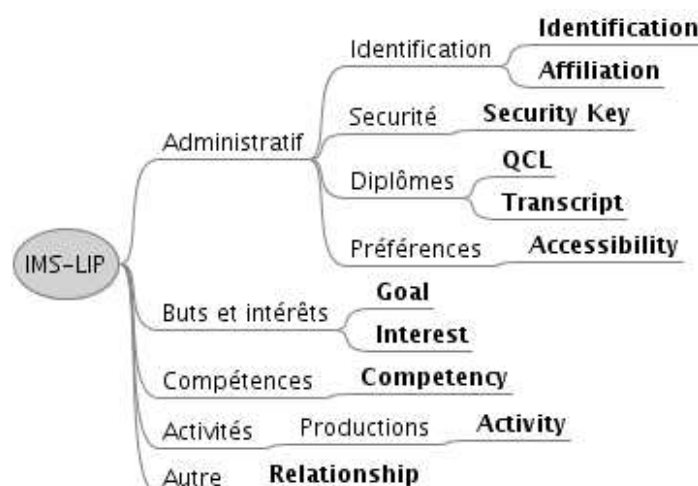 IMS-LIP
Administratif
Identification
Identification
Affiliation
Securité
Security Key
Diplômes
QCL
Transcript
Préférences
Accessibility
Buts et intérêts
Goal
Interest
Compétences
Competency
Activités
Productions
Activity
Autre
Relationship